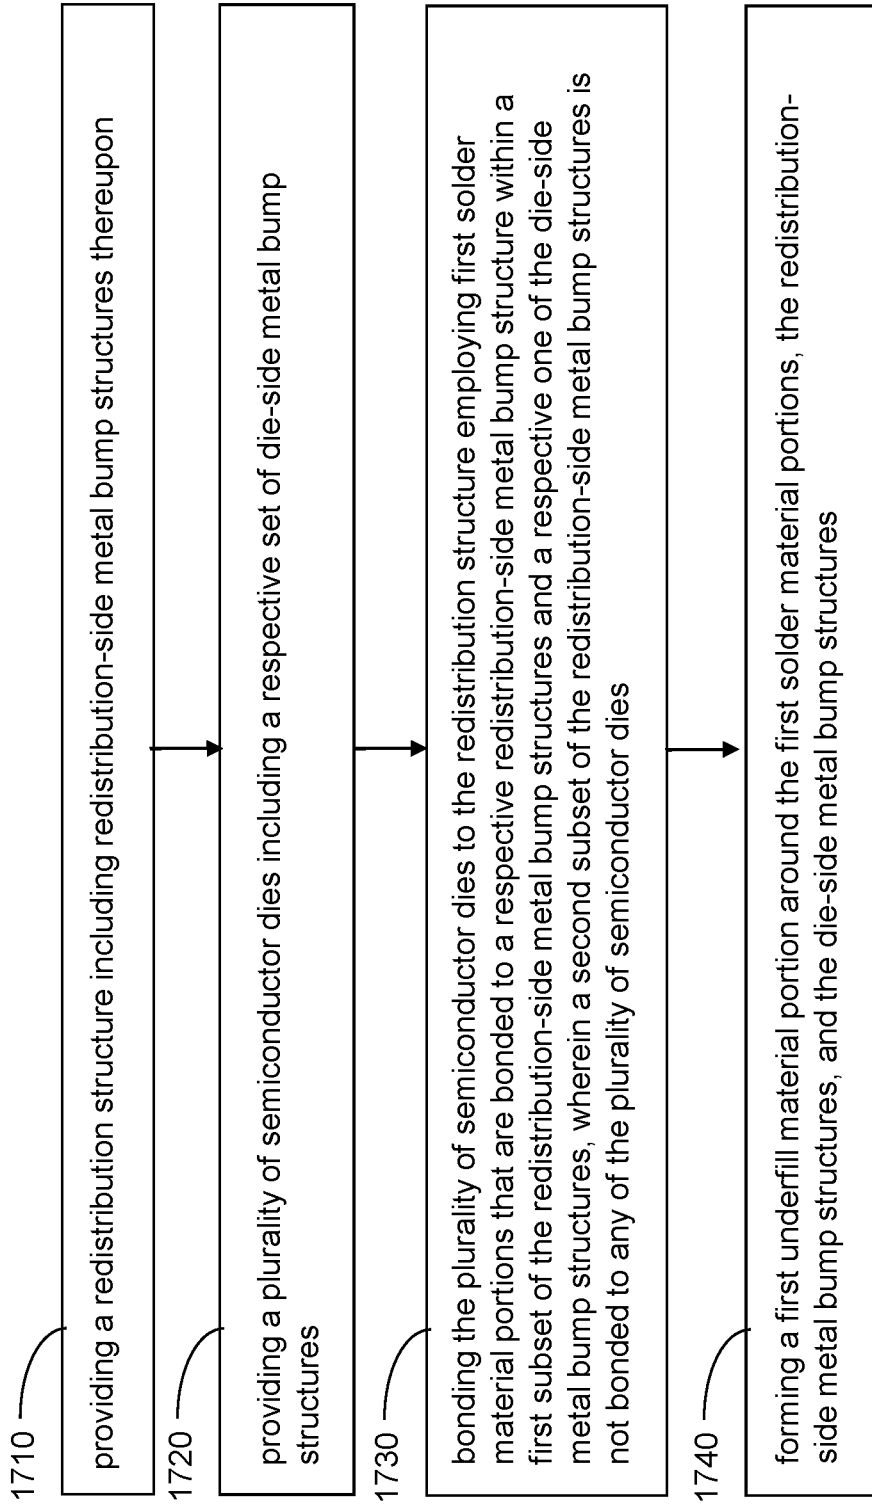 1710
providing a redistribution structure including redistribution-side metal bump structures thereupon
1720
providing a plurality of semiconductor dies including a respective set of die-side metal bump
structures
1730
bonding the plurality of semiconductor dies to the redistribution structure employing first solder
material portions that are bonded to a respective redistribution-side metal bump structure within a
first subset of the redistribution-side metal bump structures and a respective one of the die-side
metal bump structures, wherein a second subset of the redistribution-side metal bump structures is
not bonded to any of the plurality of semiconductor dies
1740
forming a first underfill material portion around the first solder material portions, the redistribution-
side metal bump structures, and the die-side metal bump structures